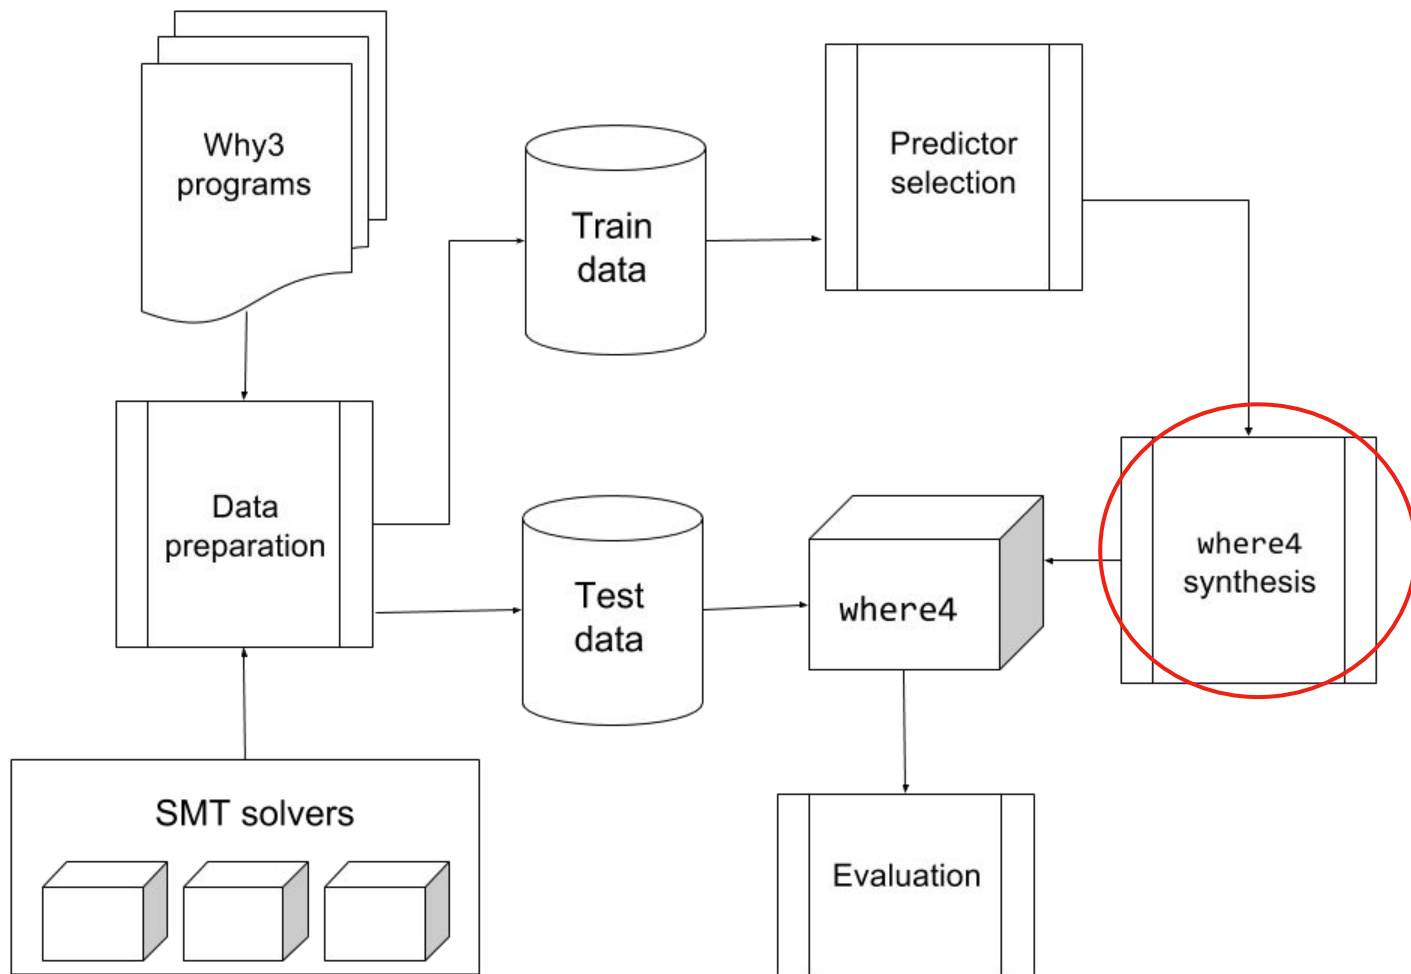 Why3
programs
Predictor
selection
Train
data
Data
preparation
where4
synthesis
Test
data
where4
SMT solvers
Evaluation